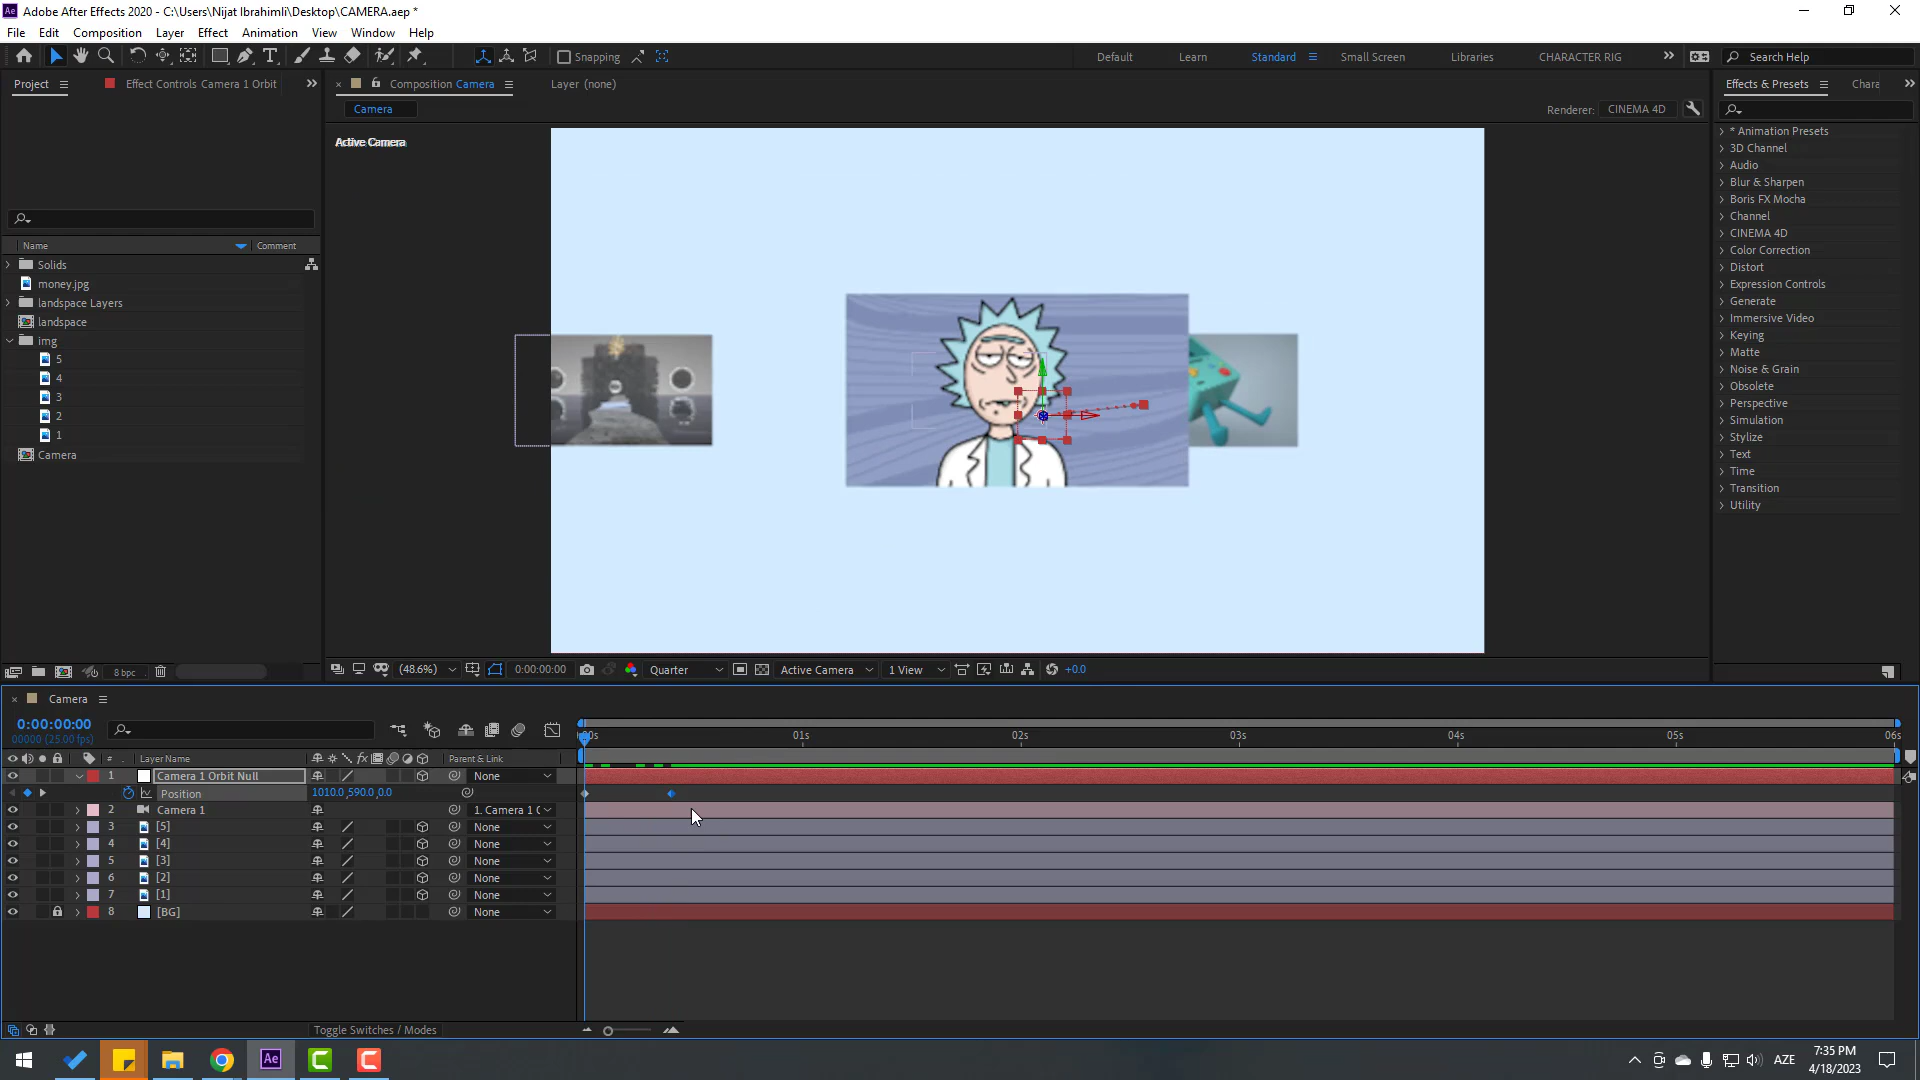 Adobe After Effects 2020 - C:\Users\Nijat Ibrahimli\Desktop\CAMERA.aep *
File Edit Composition Layer Effect Animation View Window Help
Snapping
Default Learn Standard Small Screen Libraries CHARACTER RIG Search Help
Project Effect Controls Camera 1 Orbit
Composition Camera Layer (none)
Effects & Presets Chara
Camera
Renderer: CINEMA 4D
Active Camera
* Animation Presets
3D Channel
Audio
Blur & Sharpen
Boris FX Mocha
Channel
CINEMA 4D
Color Correction
Distort
Expression Controls
Generate
Immersive Video
Keying
Matte
Noise & Grain
Obsolete
Perspective
Simulation
Stylize
Text
Time
Transition
Utility
Name Comment
Solids
money.jpg
landspace Layers
landspace
img
5
4
3
2
1
Camera
8 bpc
(48.6%) 0:00:00:00 Quarter Active Camera 1 View +0.0
Camera
0:00:00:00
00000 (25.00 fps)
:00s 01s 02s 03s 04s 05s 06s
# Layer Name Parent & Link
1 Camera 1 Orbit Null None
Position 1010.0,590.0,0.0
2 Camera 1 1. Camera 1 O
3 [5] None
4 [4] None
5 [3] None
6 [2] None
7 [1] None
8 [BG] None
Toggle Switches / Modes
AZE
7:35 PM
4/18/2023